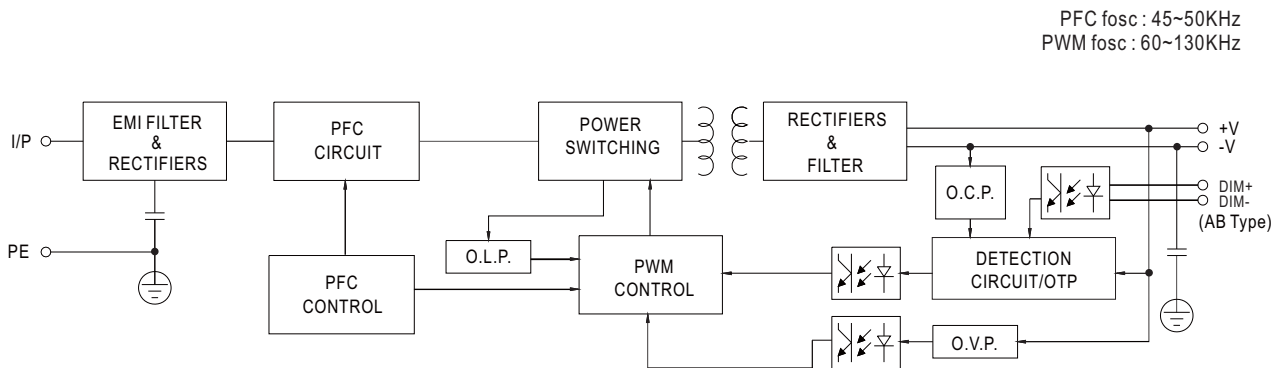 PFC fosc : 45~50KHz
PWM fosc : 60~130KHz
I/P
EMI FILTER
&
RECTIFIERS
PFC
CIRCUIT
POWER
SWITCHING
RECTIFIERS
&
FILTER
+V
-V
O.C.P.
DIM+
DIM-
(AB Type)
PE
O.L.P.
PFC
CONTROL
PWM
CONTROL
DETECTION
CIRCUIT/OTP
O.V.P.